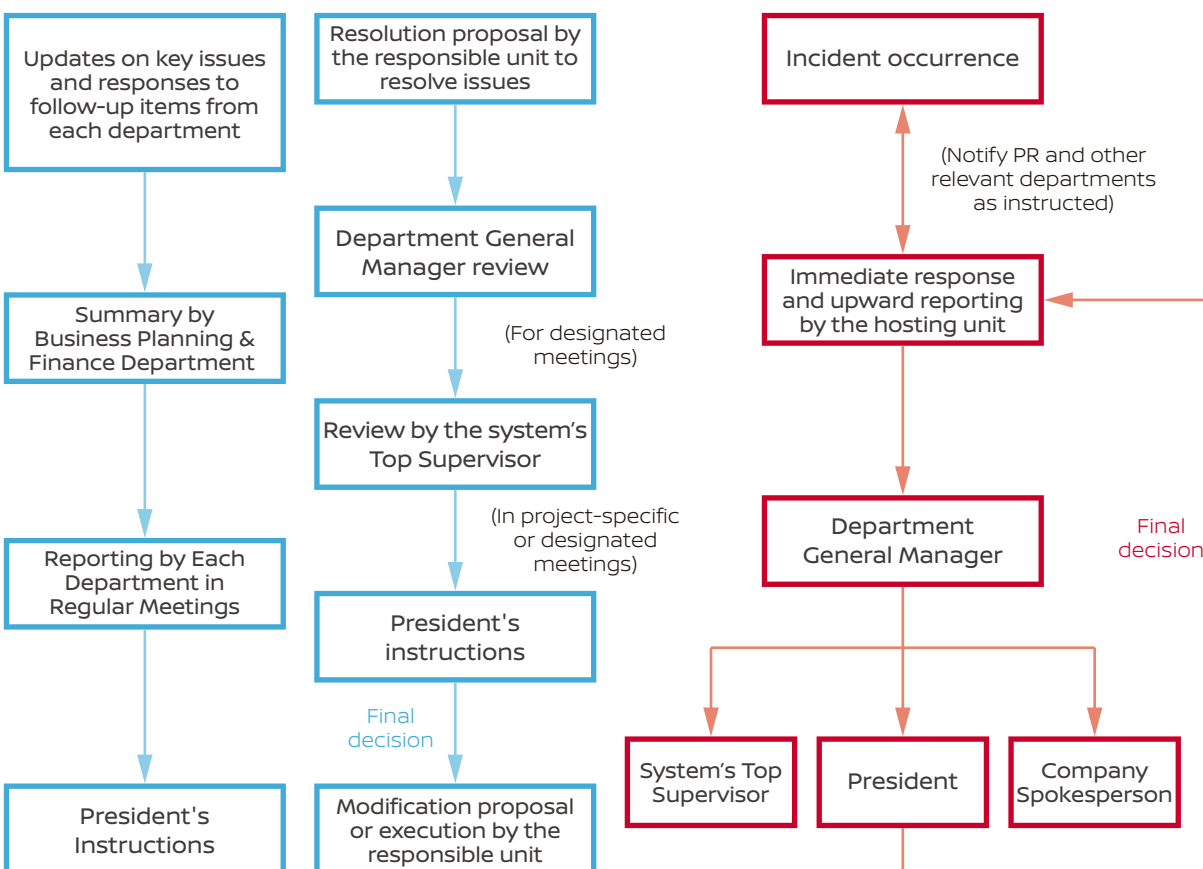 Updates on key issues
and responses to
follow-up items from
each department
Summary by
Business Planning &
Finance Department
Reporting by Each
Department in
Regular Meetings
President's
Instructions
Resolution proposal by
the responsible unit to
resolve issues
Department General
Manager review
(For designated
meetings)
Review by the system's
Top Supervisor
(In project-specific
or designated
meetings)
President's
instructions
Final
decision
Modification proposal
or execution by the
responsible unit
Incident occurrence
(Notify PR and other
relevant departments
as instructed)
Immediate response
and upward reporting
by the hosting unit
Department
General Manager
Final
decision
System's Top
Supervisor
President
Company
Spokesperson